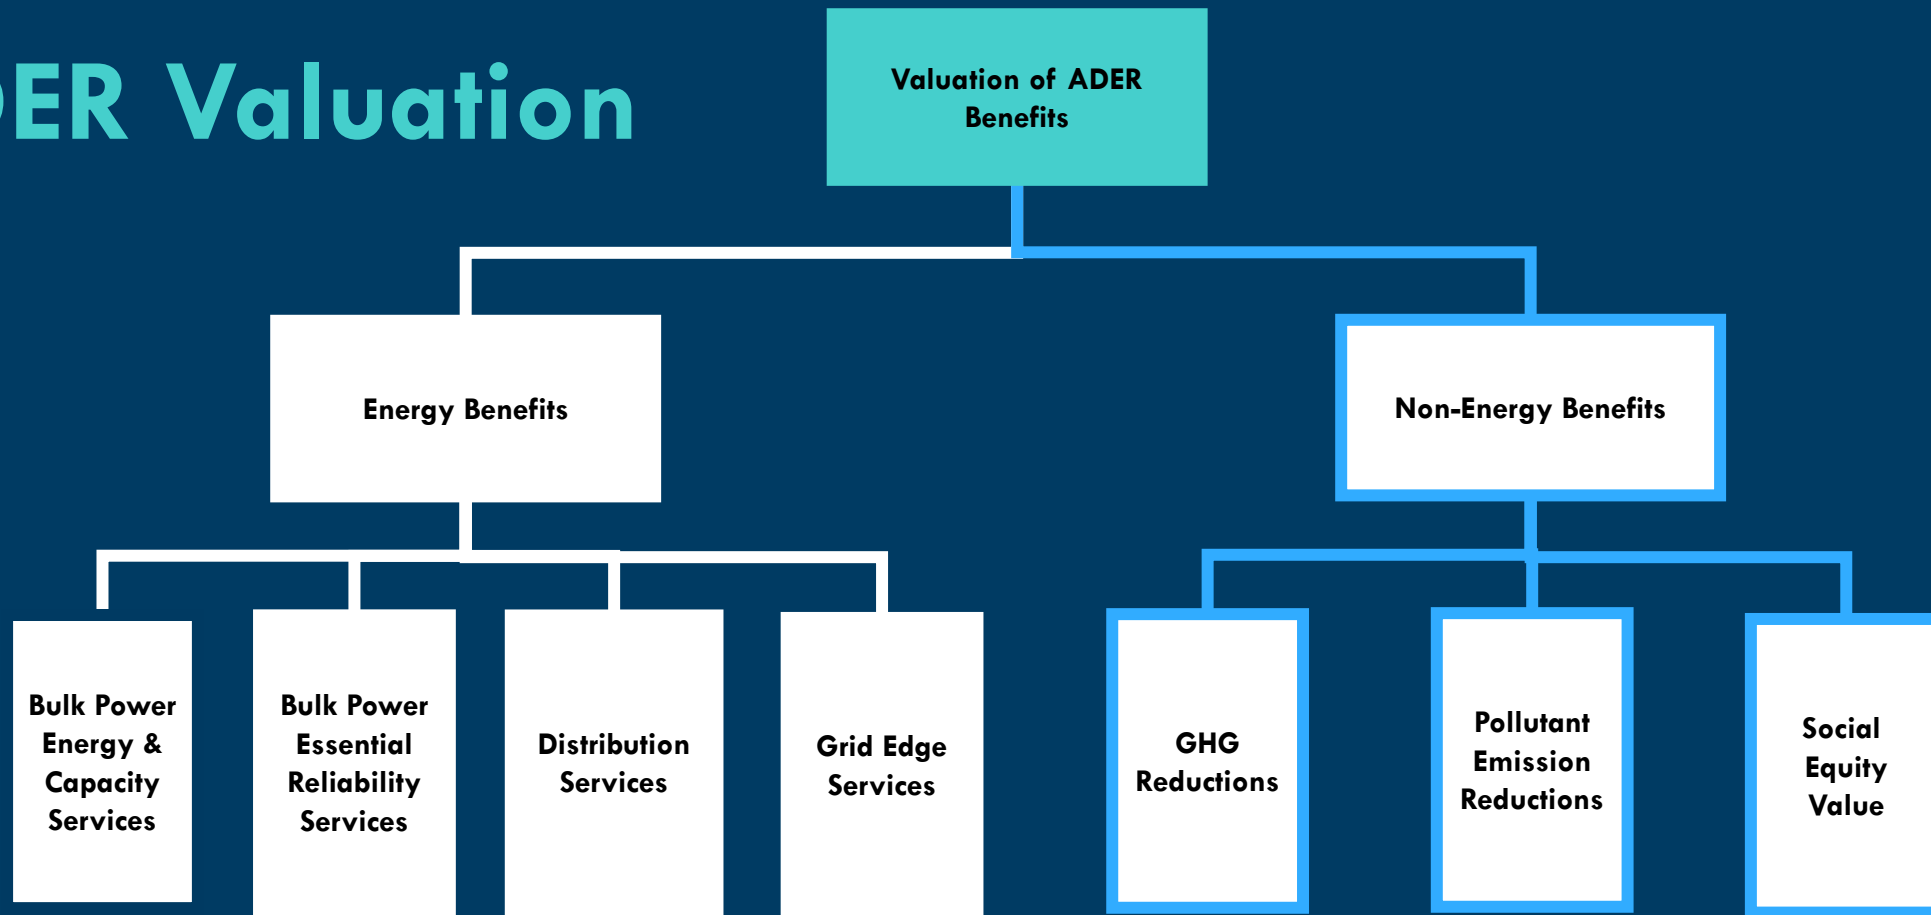 DER Valuation
Valuation of ADER
Benefits
Energy Benefits
Non-Energy Benefits
Bulk Power
Energy &
Capacity
Services
Bulk Power
Essential
Reliability
Services
Distribution
Services
Grid Edge
Services
GHG
Reductions
Pollutant
Emission
Reductions
Social
Equity
Value